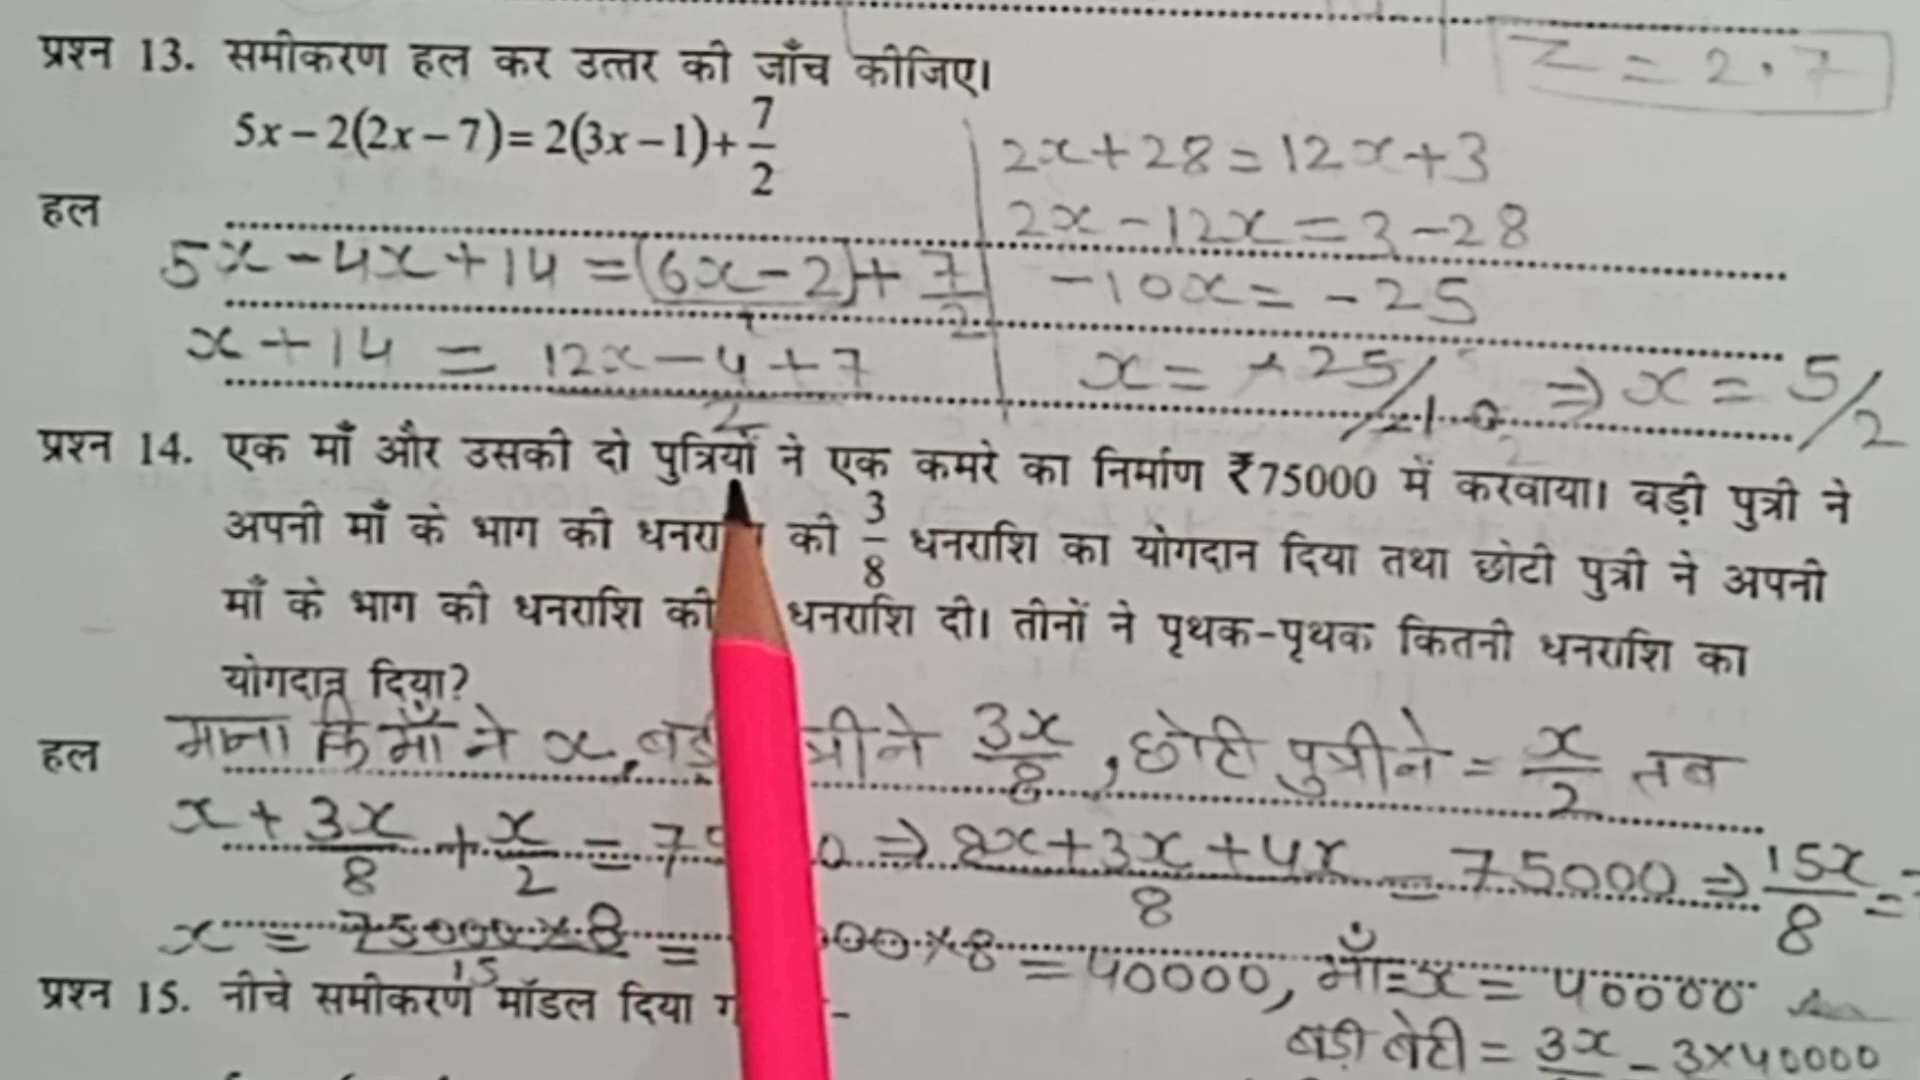 z = 2.7
प्रश्न 13. समीकरण हल कर उत्तर की जाँच कीजिए।
5x – 2(2x – 7) = 2(3x – 1) + 7/2
हल
5x – 4x + 14 = (6x – 2) + 7/2
x + 14 = 12x – 4 + 7 / 2
2x + 28 = 12x + 3
2x – 12x = 3 – 28
–10x = –25
x = 25/10 ⇒ x = 5/2
प्रश्न 14. एक माँ और उसकी दो पुत्रियों ने एक कमरे का निर्माण ₹75000 में करवाया। बड़ी पुत्री ने
अपनी माँ के भाग की की 3/8 धनराशि का योगदान दिया तथा छोटी पुत्री ने अपनी
माँ के भाग की धनराशि की धनराशि दी। तीनों ने पृथक-पृथक कितनी धनराशि का
योगदान दिया?
हल
माना कि माँ ने x, 3x/8, छोटी पुत्री ने = x/2 तब
x + 3x/8 + x/2 = ⇒ 8x + 3x + 4x / 8 = 75000 ⇒ 15x/8 =
x = 75000×8/15 = 000×8 = 40000, माँ = x = 40000
प्रश्न 15. नीचे समीकरण मॉडल दिया
बड़ी बेटी = 3x – 3×40000